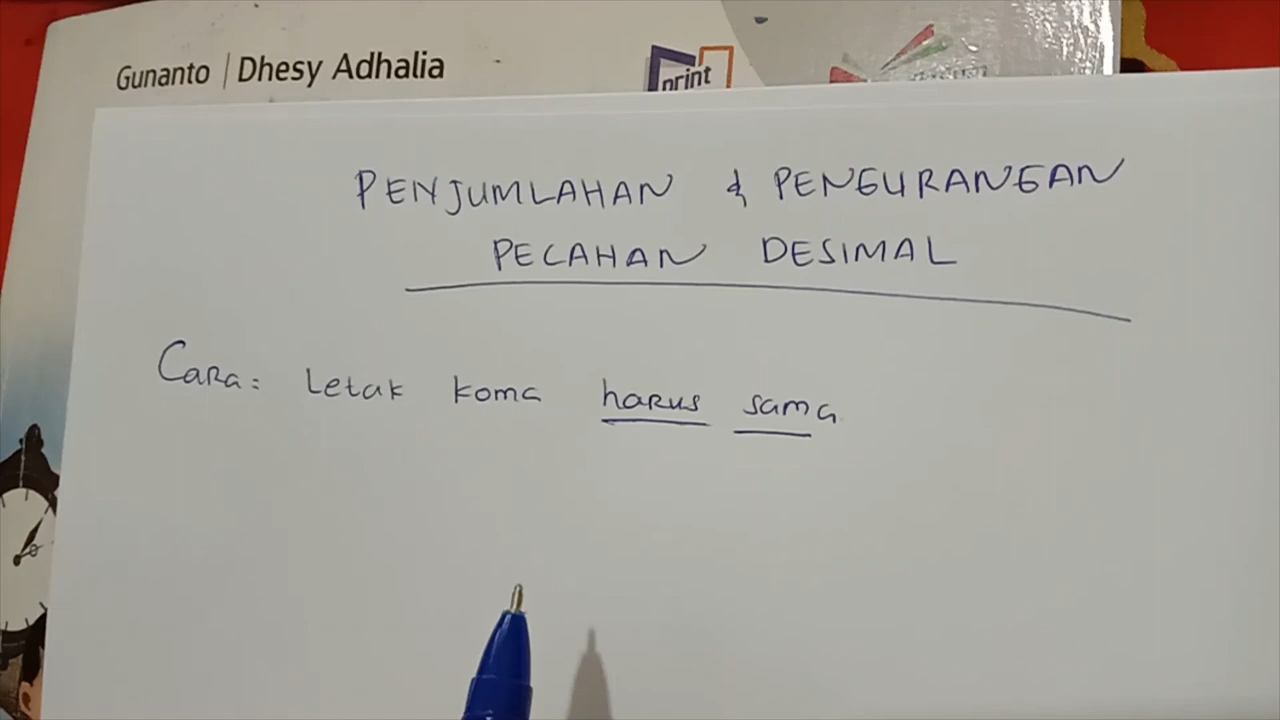 Gunanto | Dhesy Adhalia
print
PENJUMLAHAN & PENGURANGAN
PECAHAN DESIMAL
Cara: Letak koma harus sama